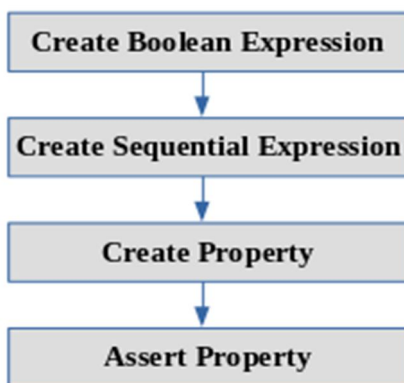 Create Boolean Expression
Create Sequential Expression
Create Property
Assert Property